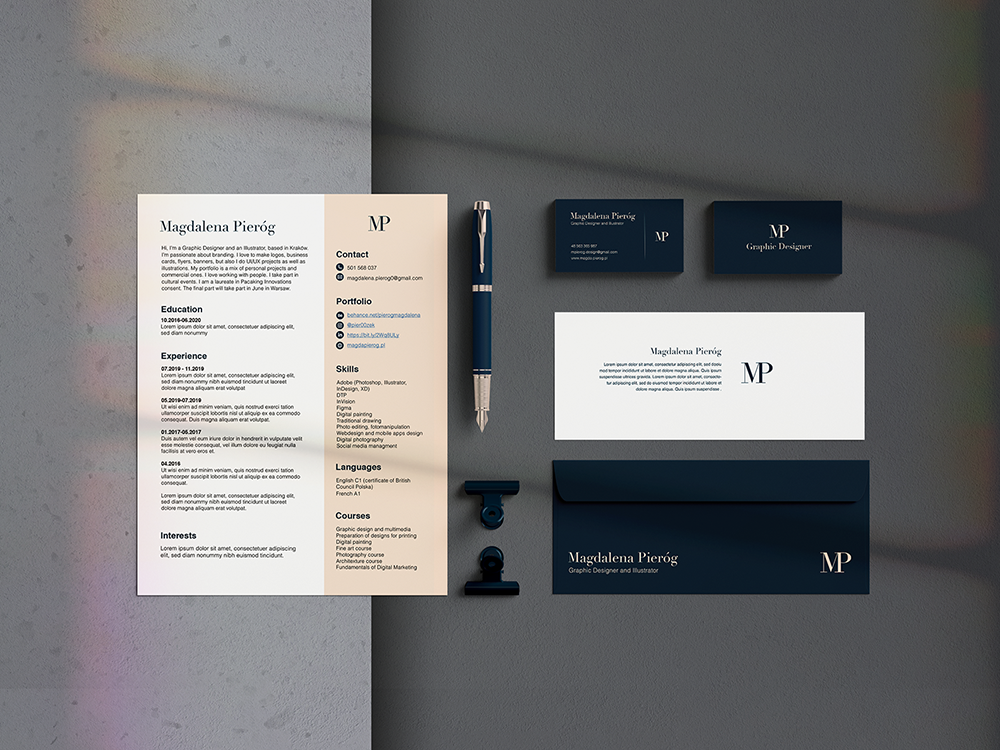 Magdalena Pieróg
Hi, I'm a Graphic Designer and an Illustrator, based in Kraków.
I'm passionate about branding. I love to make logos, business
cards, flyers, banners, but also I do UI/UX projects as well as
illustrations. My portfolio is a mix of personal projects and
commercial ones. I love working with people. I take part in
cultural events. I am a laureate in Pacaking Innovations
consent. The final part will take part in June in Warsaw.
Education
10.2016-06.2020
Lorem ipsum dolor sit amet, consectetuer adipiscing elit,
sed diam nonummy
Experience
07.2019 - 11.2019
Lorem ipsum dolor sit amet, consectetuer adipiscing elit,
sed diam nonummy nibh euismod tincidunt ut laoreet
dolore magna aliquam erat volutpat
05.2019-07.2019
Ut wisi enim ad minim veniam, quis nostrud exerci tation
ullamcorper suscipit lobortis nisl ut aliquip ex ea commodo
consequat. Duis magna aliquam erat volutpat.
01.2017-05.2017
Duis autem vel eum iriure dolor in hendrerit in vulputate velit
esse molestie consequat, vel illum dolore eu feugiat nulla
facilisis at vero eros et.
04.2016
Ut wisi enim ad minim veniam, quis nostrud exerci tation
ullamcorper suscipit lobortis nisl ut aliquip ex ea commodo
consequat.
Lorem ipsum dolor sit amet, consectetuer adipiscing elit,
sed diam nonummy nibh euismod tincidunt ut laoreet
dolore magna aliquam erat volutpat.
Interests
Lorem ipsum dolor sit amet, consectetuer adipiscing
elit, sed diam nonummy nibh euismod tincidunt.
MP
Contact
501 568 037
magdalena.pierog0@gmail.com
Portfolio
behance.net/pierogmagdalena
@pier00zek
https://bit.ly/2Wq6ULy
magdapierog.pl
Skills
Adobe (Photoshop, Illustrator,
InDesign, XD)
DTP
InVision
Figma
Digital painting
Traditional drawing
Photo editing, fotomanipulation
Webdesign and mobile apps design
Digital photography
Social media managment
Languages
English C1 (certificate of British
Council Polska)
French A1
Courses
Graphic design and multimedia
Preparation of designs for printing
Digital painting
Fine art course
Photography course
Architexture course
Fundamentals of Digital Marketing
Magdalena Pieróg
Graphic Designer and Illustrator
mpierog.design@gmail.com
www.magda.pierog.pl
MP
MP
Graphic Designer
Magdalena Pieróg
Lorem ipsum dolor sit amet, consectetur adipiscing elit, sed do eiusmod
tempor incididunt ut labore et dolore magna aliqua. Quis ipsum
suspendisse ultrices gravida. Lorem ipsum dolor sit amet, consecte-
tur adipiscing elit, sed do eiusmod tempor incididunt ut labore et
dolore magna aliqua. Quis ipsum suspendisse .
MP
Magdalena Pieróg
Graphic Designer and Illustrator
MP